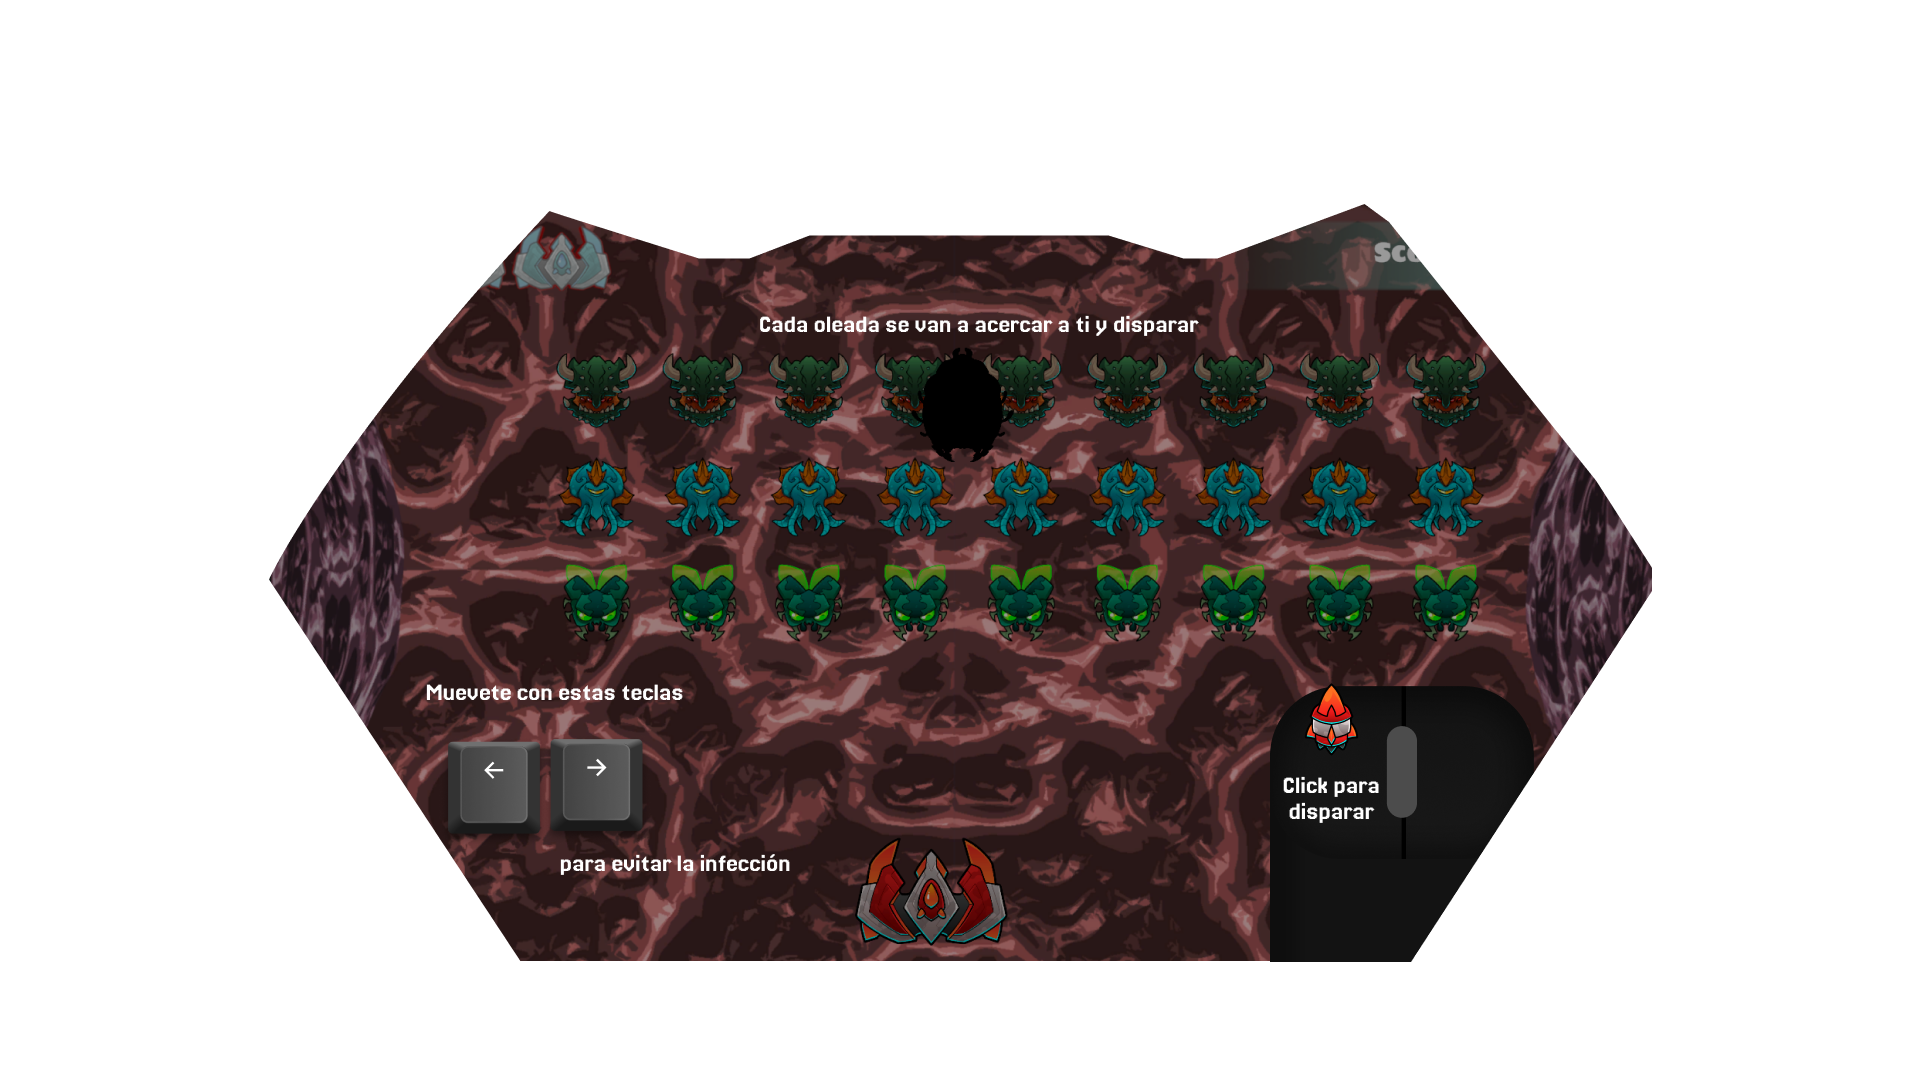 Cada oleada se van a acercar a ti y disparar
Muevete con estas teclas
← →
Click para
disparar
para evitar la infección